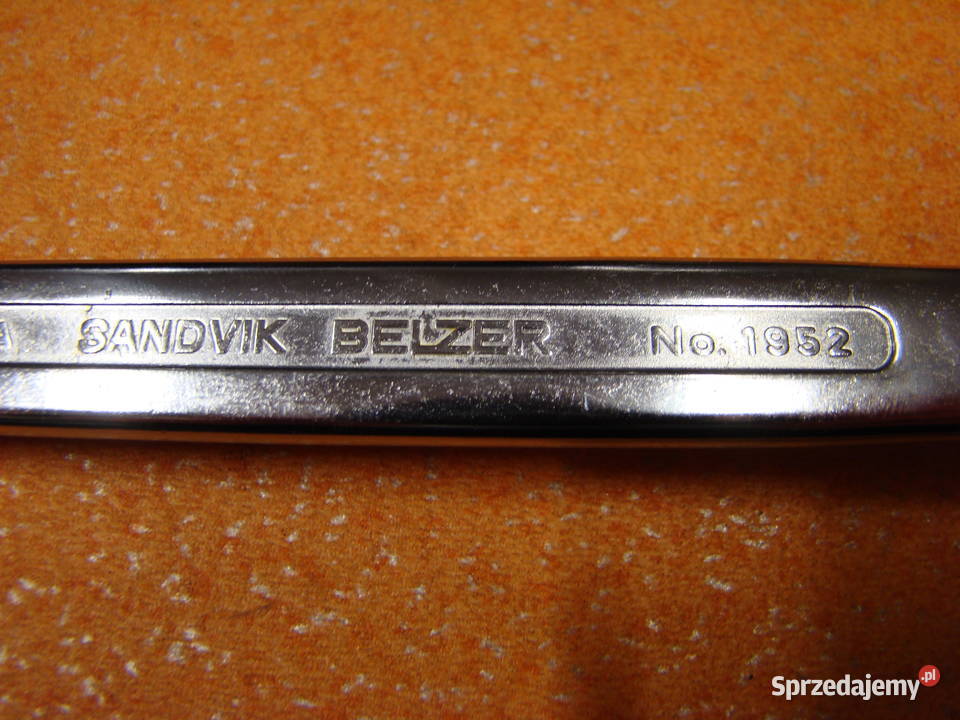 SANDVIK BELZER No. 1952
Sprzedajemy.pl